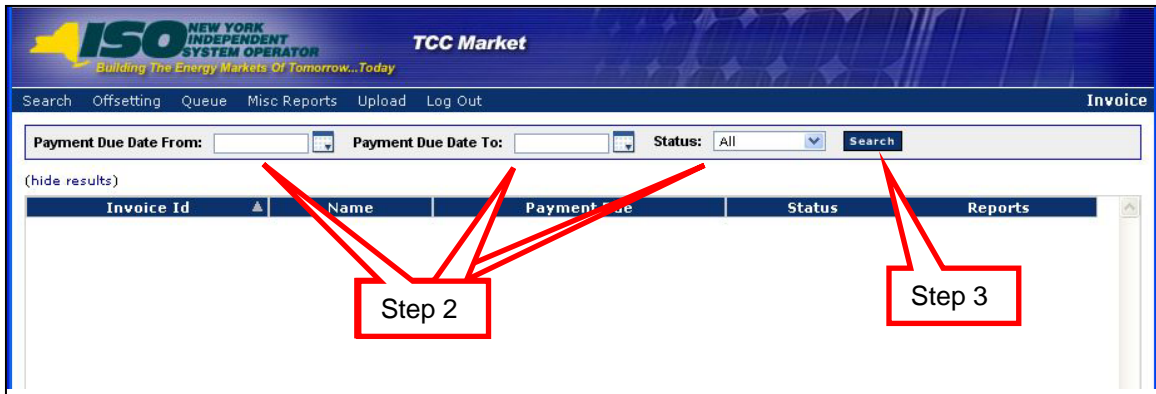 ISO NEW YORK
INDEPENDENT
SYSTEM OPERATOR
Building The Energy Markets Of Tomorrow...Today
TCC Market
Search Offsetting Queue Misc Reports Upload Log Out Invoice
Payment Due Date From: Payment Due Date To: Status: All Search
(hide results)
Invoice Id Name Payment Due Status Reports
Step 2
Step 3